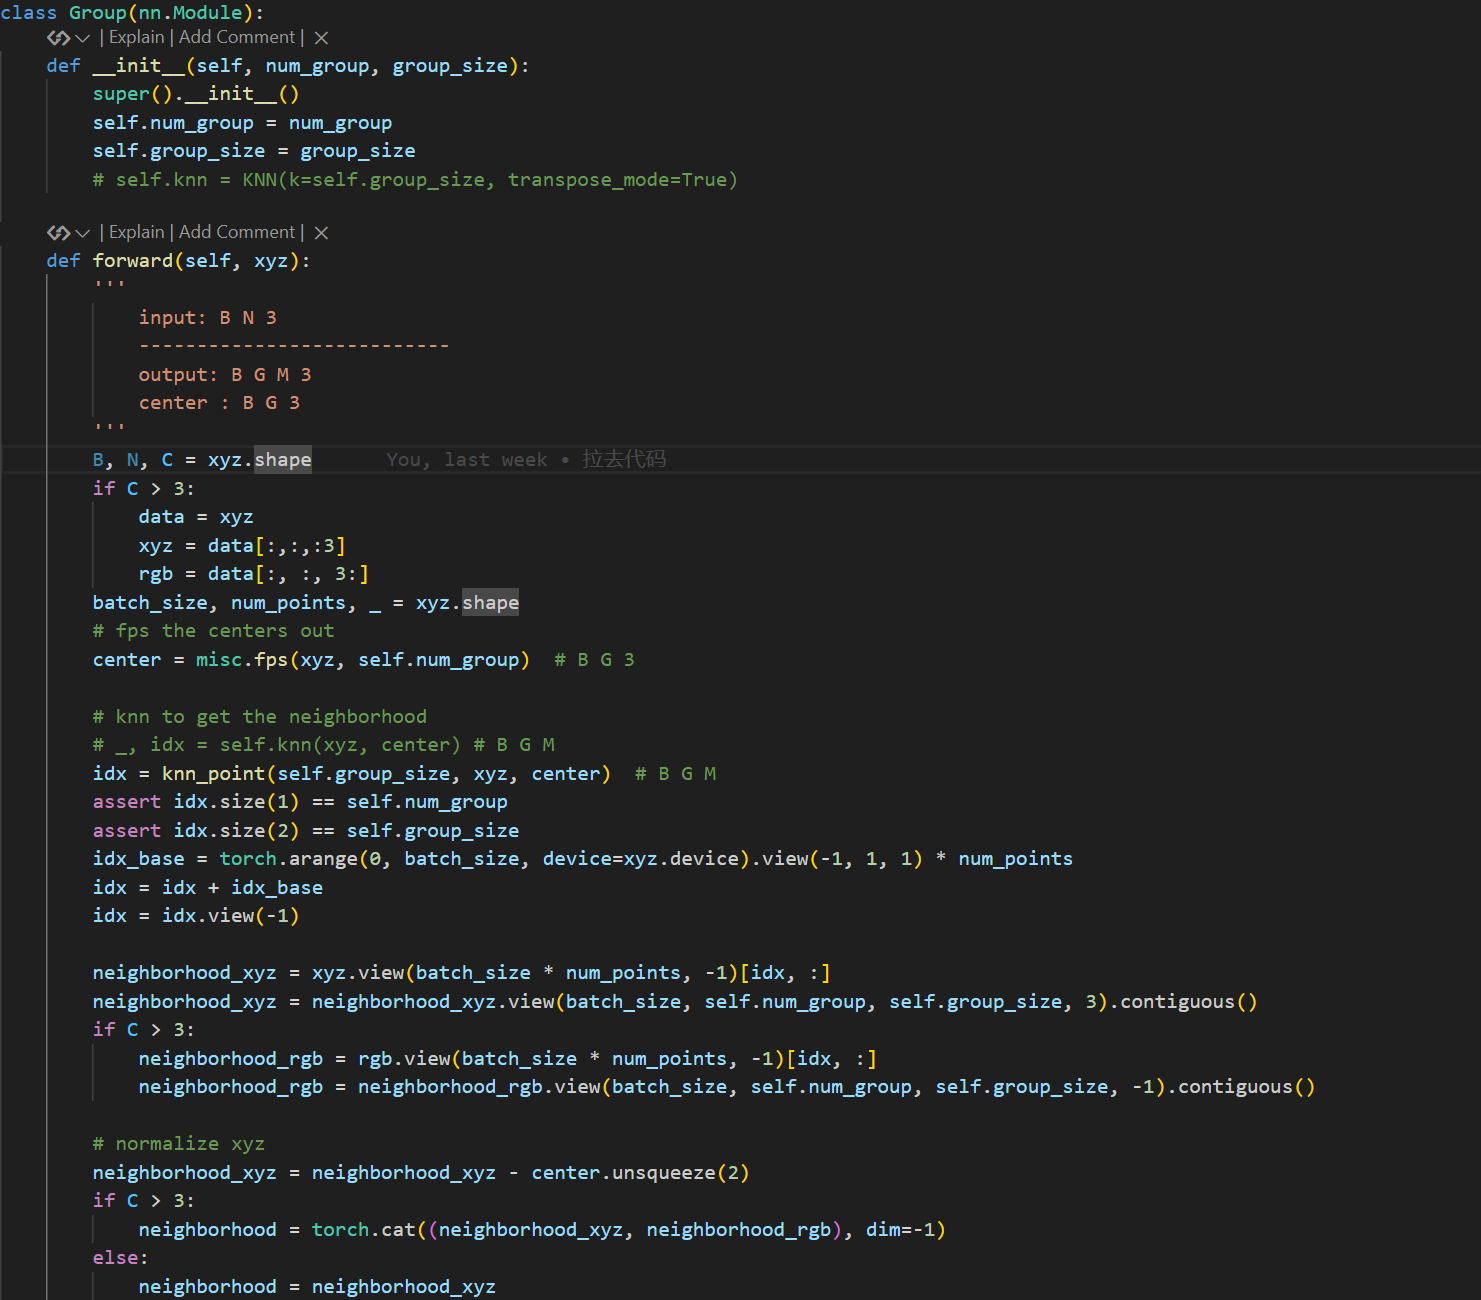 class Group(nn.Module):
| Explain | Add Comment | ×
def __init__(self, num_group, group_size):
super().__init__()
self.num_group = num_group
self.group_size = group_size
# self.knn = KNN(k=self.group_size, transpose_mode=True)
| Explain | Add Comment | ×
def forward(self, xyz):
'''
input: B N 3
---------------------------
output: B G M 3
center : B G 3
'''
B, N, C = xyz.shape You, last week • 拉去代码
if C > 3:
data = xyz
xyz = data[:,:,:3]
rgb = data[:, :, 3:]
batch_size, num_points, _ = xyz.shape
# fps the centers out
center = misc.fps(xyz, self.num_group)  # B G 3
# knn to get the neighborhood
# _, idx = self.knn(xyz, center) # B G M
idx = knn_point(self.group_size, xyz, center)  # B G M
assert idx.size(1) == self.num_group
assert idx.size(2) == self.group_size
idx_base = torch.arange(0, batch_size, device=xyz.device).view(-1, 1, 1) * num_points
idx = idx + idx_base
idx = idx.view(-1)
neighborhood_xyz = xyz.view(batch_size * num_points, -1)[idx, :]
neighborhood_xyz = neighborhood_xyz.view(batch_size, self.num_group, self.group_size, 3).contiguous()
if C > 3:
neighborhood_rgb = rgb.view(batch_size * num_points, -1)[idx, :]
neighborhood_rgb = neighborhood_rgb.view(batch_size, self.num_group, self.group_size, -1).contiguous()
# normalize xyz
neighborhood_xyz = neighborhood_xyz - center.unsqueeze(2)
if C > 3:
neighborhood = torch.cat((neighborhood_xyz, neighborhood_rgb), dim=-1)
else:
neighborhood = neighborhood_xyz